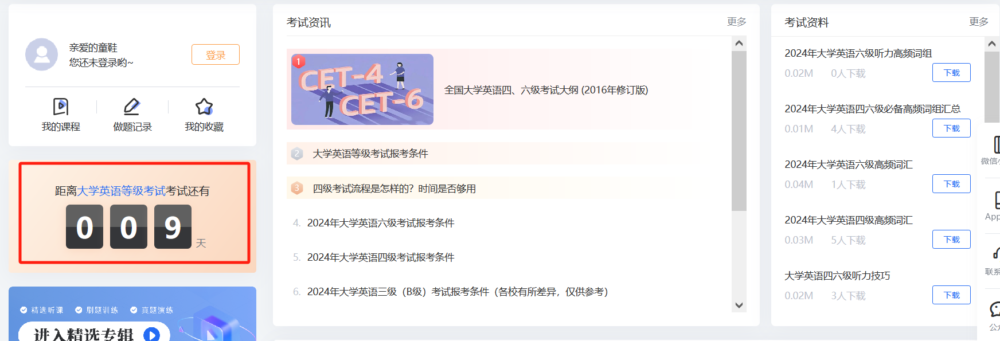 亲爱的童鞋
您还未登录哟~
登录
我的课程
做题记录
我的收藏
距离大学英语等级考试考试还有
0 0 9 天
精选听课 刷题训练 真题演练
进入精选专辑
考试资讯 更多
1
CET-4
CET-6
全国大学英语四、六级考试大纲 (2016年修订版)
2 大学英语等级考试报考条件
3 四级考试流程是怎样的？时间是否够用
4. 2024年大学英语六级考试报考条件
5. 2024年大学英语四级考试报考条件
6. 2024年大学英语三级（B级）考试报考条件（各校有所差异，仅供参考）
考试资料 更多
2024年大学英语六级听力高频词组
0.02M 0人下载 下载
2024年大学英语四六级必备高频词组汇总
0.01M 4人下载 下载
2024年大学英语六级高频词汇
0.04M 1人下载 下载
2024年大学英语四级高频词汇
0.03M 5人下载 下载
大学英语四六级听力技巧
0.02M 3人下载 下载
微信
App
联系
公